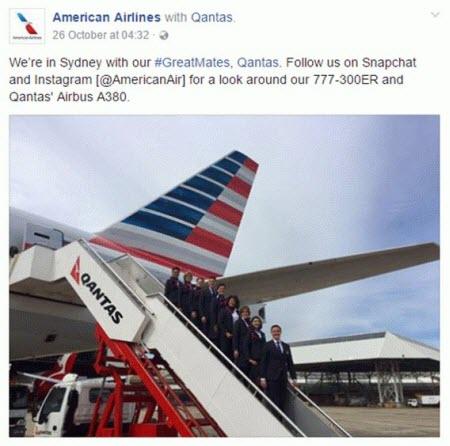 American Airlines with Qantas.
26 October at 04:32 ·
We're in Sydney with our #GreatMates, Qantas. Follow us on Snapchat
and Instagram [@AmericanAir] for a look around our 777-300ER and
Qantas' Airbus A380.
QANTAS